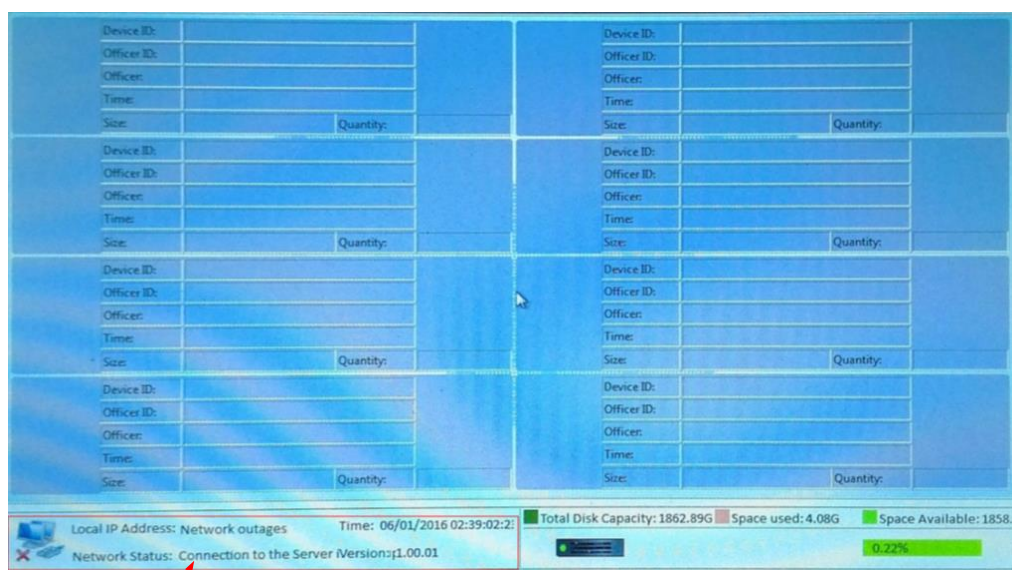 Device ID: Device ID:
Officer ID: Officer ID:
Officer: Officer:
Time: Time:
Size: Quantity: Size: Quantity:
Device ID: Device ID:
Officer ID: Officer ID:
Officer: Officer:
Time: Time:
Size: Quantity: Size: Quantity:
Device ID: Device ID:
Officer ID: Officer ID:
Officer: Officer:
Time: Time:
Size: Quantity: Size: Quantity:
Device ID: Device ID:
Officer ID: Officer ID:
Officer: Officer:
Time: Time:
Size: Quantity: Size: Quantity:
Total Disk Capacity: 1862.89G Space used: 4.08G Space Available: 1858.
Local IP Address: Network outages Time: 06/01/2016 02:39:02:2
0.22%
Network Status: Connection to the Server Version: 1.00.01